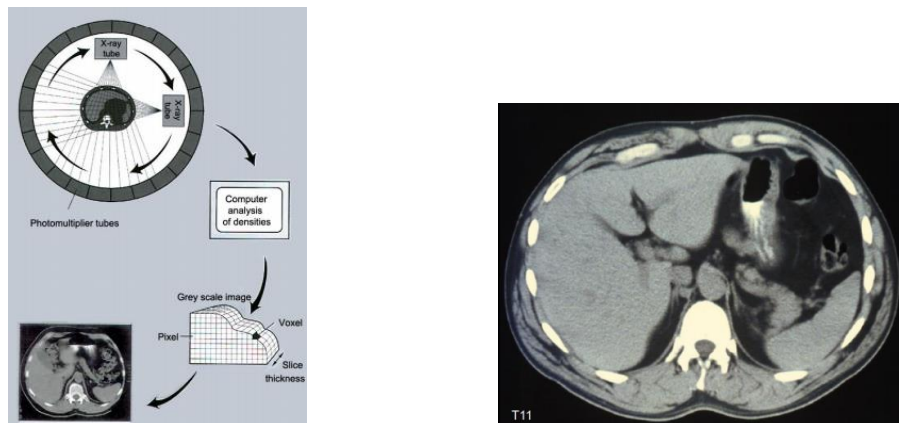 X-ray
tube
X-ray
tube
Photomultiplier tubes
Computer
analysis
of densities
Grey scale image
Voxel
Pixel
Slice
thickness
T11